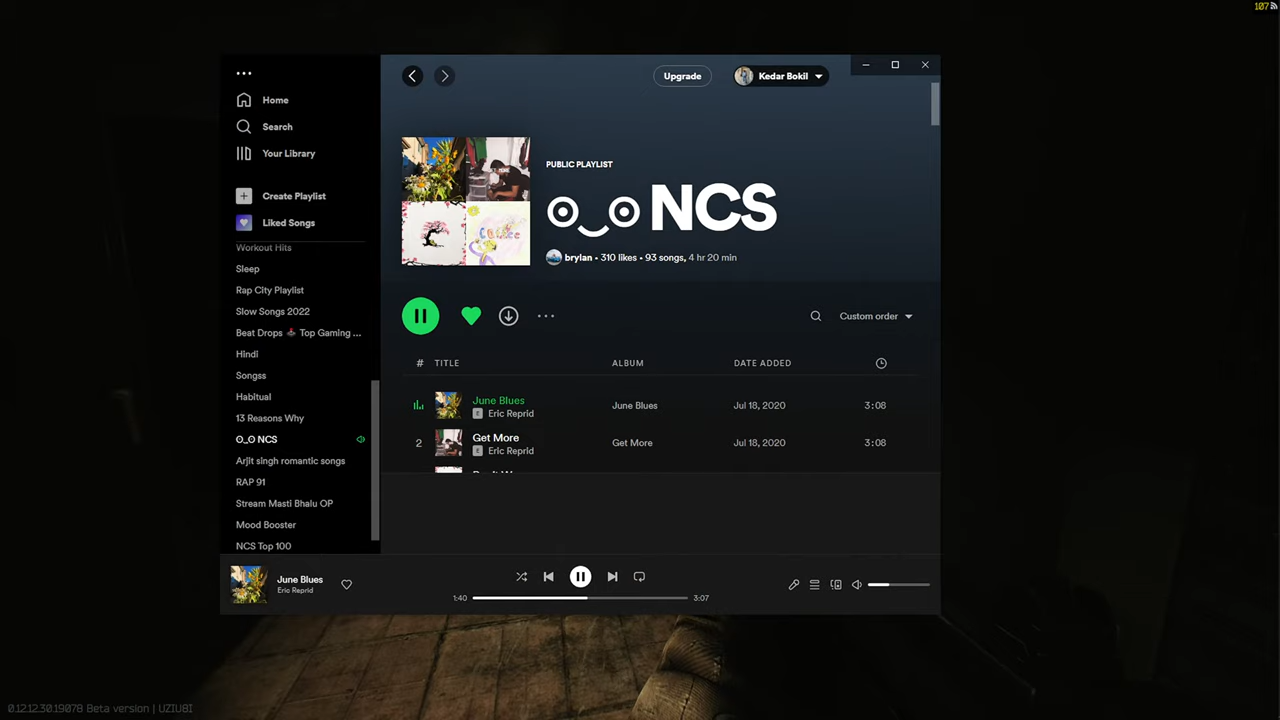 107
Upgrade
Kedar Bokil
Home
Search
Your Library
Create Playlist
Liked Songs
Workout Hits
Sleep
Rap City Playlist
Slow Songs 2022
Beat Drops 🕹️ Top Gaming ...
Hindi
Songss
Habitual
13 Reasons Why
ʘ‿ʘ NCS
Arjit singh romantic songs
RAP 91
Stream Masti Bhalu OP
Mood Booster
NCS Top 100
PUBLIC PLAYLIST
ʘ‿ʘ NCS
brylan • 310 likes • 93 songs, 4 hr 20 min
Custom order
# TITLE ALBUM DATE ADDED
June Blues June Blues Jul 18, 2020 3:08
E Eric Reprid
2 Get More Get More Jul 18, 2020 3:08
E Eric Reprid
June Blues
Eric Reprid
1:40 3:07
0.12.12.30.19078 Beta version | UZIU8I